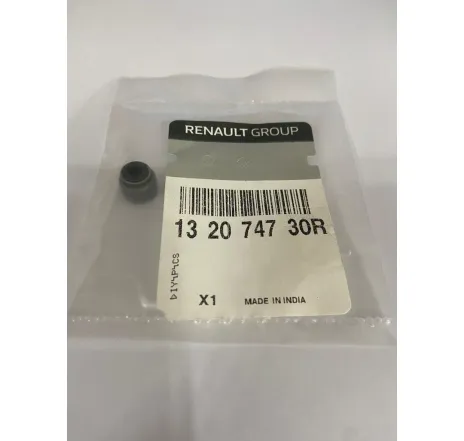 RENAULT GROUP
13 20 747 30R
X1 MADE IN INDIA